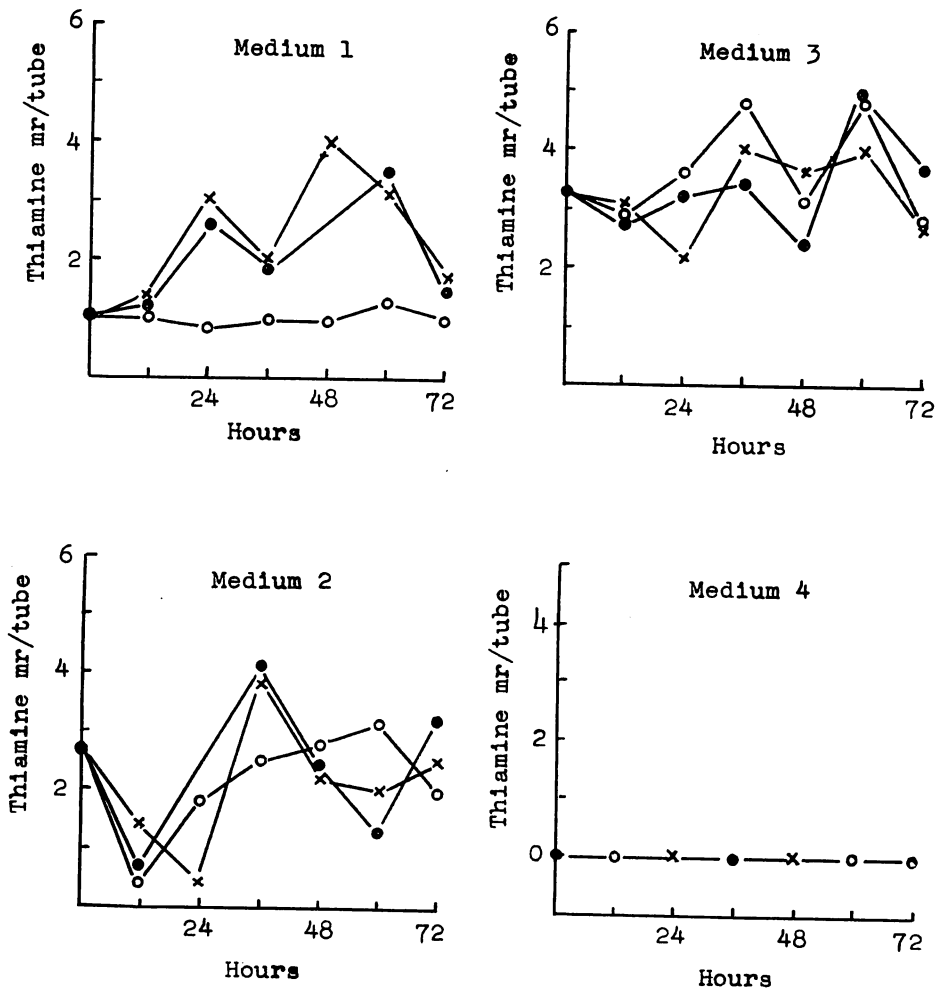 Medium 1
Thiamine mr/tube
6
4
2
24 48 72
Hours
Medium 3
Thiamine mr/tube
6
4
2
24 48 72
Hours
Medium 2
Thiamine mr/tube
6
4
2
24 48 72
Hours
Medium 4
Thiamine mr/tube
4
2
0
24 48 72
Hours